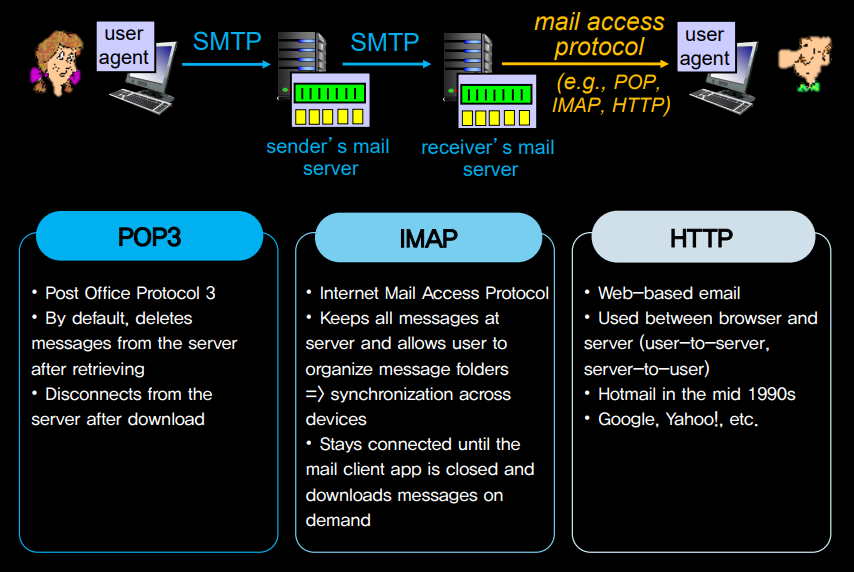 user
agent
SMTP
SMTP
mail access
protocol
(e.g., POP,
IMAP, HTTP)
user
agent
sender's mail
server
receiver's mail
server
POP3
• Post Office Protocol 3
• By default, deletes
messages from the server
after retrieving
• Disconnects from the
server after download
IMAP
• Internet Mail Access Protocol
• Keeps all messages at
server and allows user to
organize message folders
=> synchronization across
devices
• Stays connected until the
mail client app is closed and
downloads messages on
demand
HTTP
• Web-based email
• Used between browser and
server (user-to-server,
server-to-user)
• Hotmail in the mid 1990s
• Google, Yahoo!, etc.